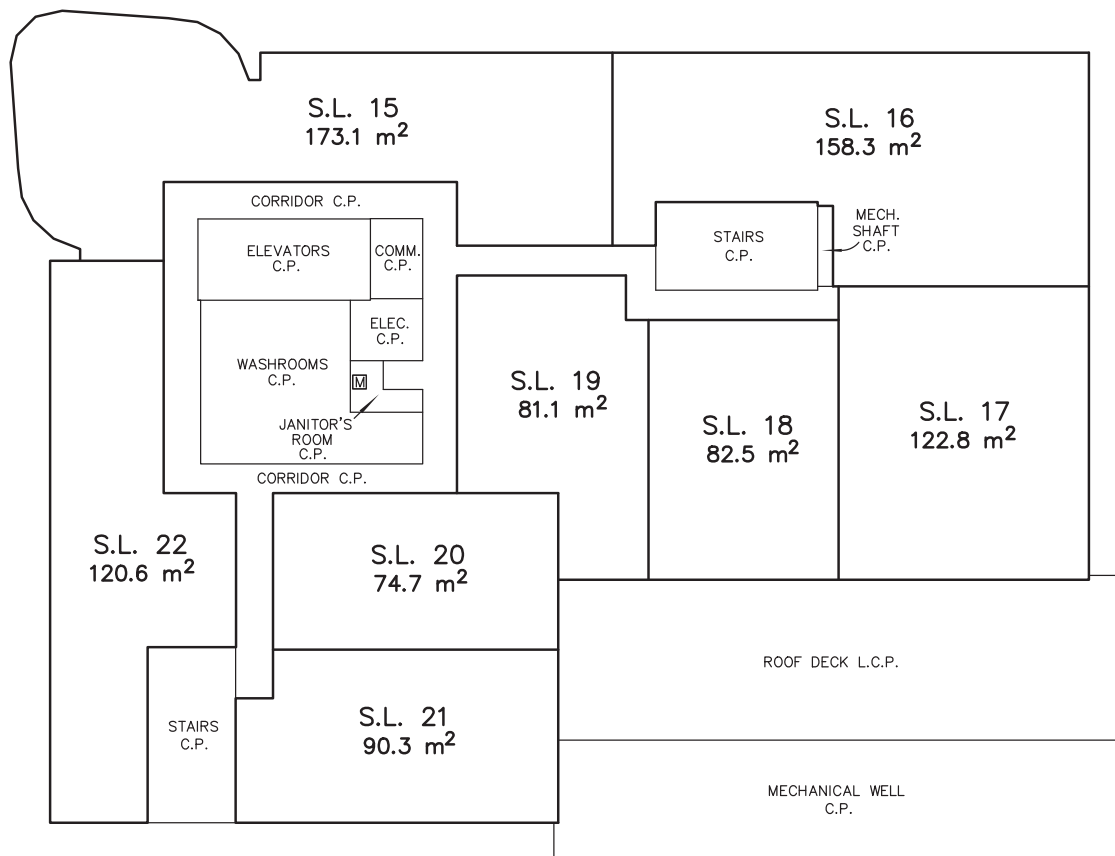 S.L. 15
173.1 m²
S.L. 16
158.3 m²
CORRIDOR C.P.
ELEVATORS
C.P.
COMM.
C.P.
STAIRS
C.P.
MECH.
SHAFT
C.P.
ELEC.
C.P.
WASHROOMS
C.P.
M
JANITOR'S
ROOM
C.P.
CORRIDOR C.P.
S.L. 19
81.1 m²
S.L. 18
82.5 m²
S.L. 17
122.8 m²
S.L. 22
120.6 m²
S.L. 20
74.7 m²
ROOF DECK L.C.P.
STAIRS
C.P.
S.L. 21
90.3 m²
MECHANICAL WELL
C.P.